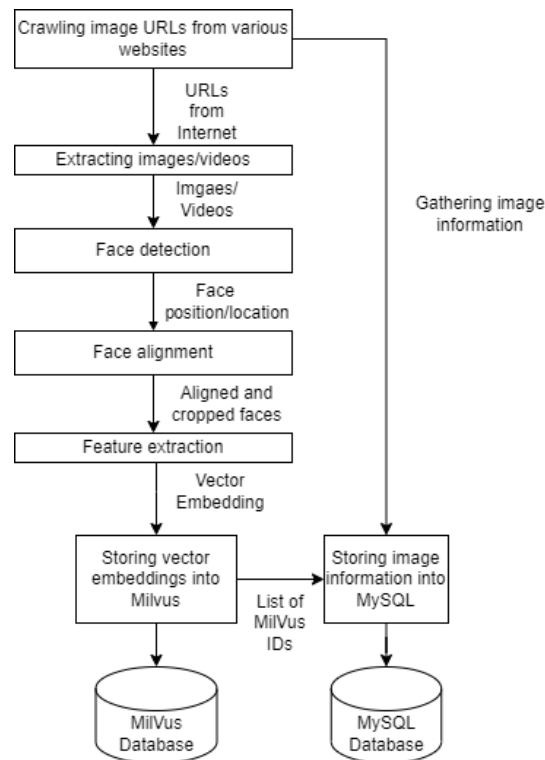 Crawling image URLs from various
websites
URLs
from
Internet
Extracting images/videos
Imgaes/
Videos
Gathering image
information
Face detection
Face
position/location
Face alignment
Aligned and
cropped faces
Feature extraction
Vector
Embedding
Storing vector
embeddings into
Milvus
List of
MilVus
IDs
Storing image
information into
MySQL
MilVus
Database
MySQL
Database